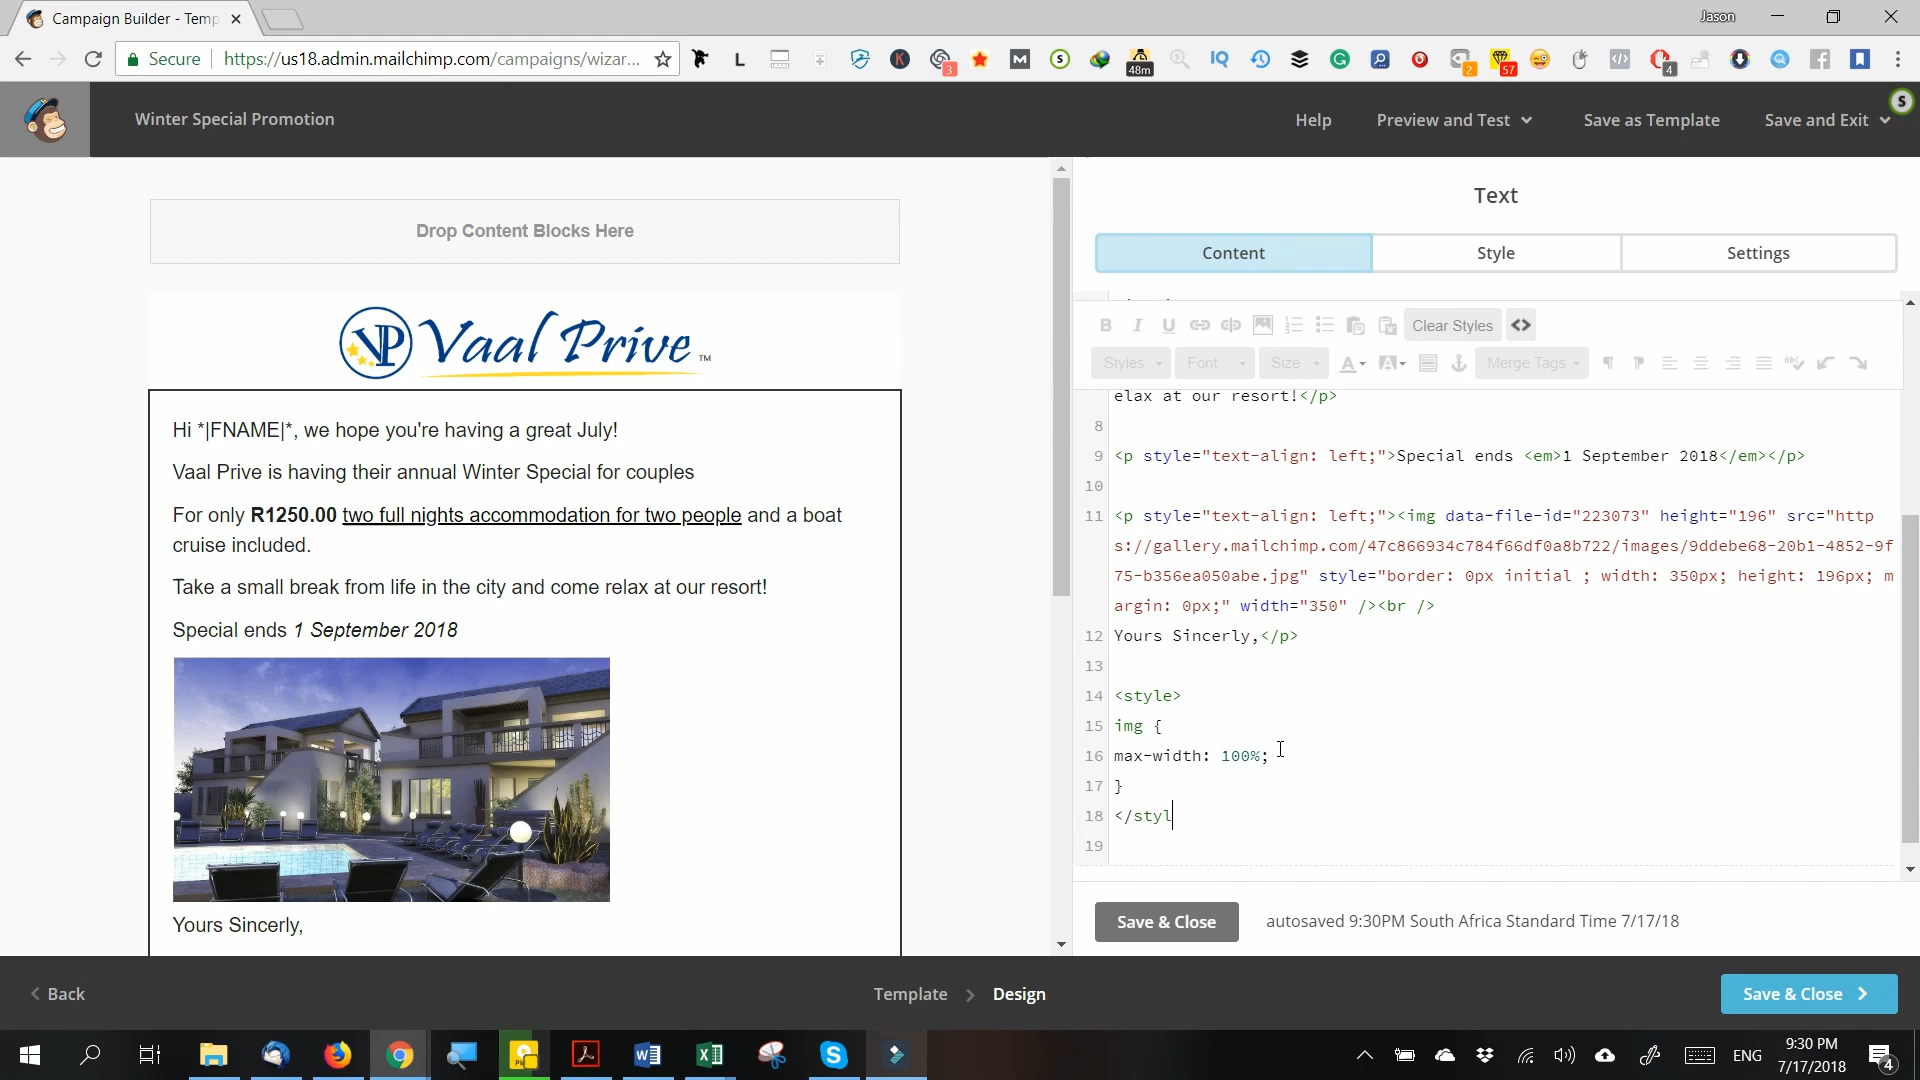 Campaign Builder - Temp
Jason
Secure https://us18.admin.mailchimp.com/campaigns/wizar...
3
48m
2
57
4
Winter Special Promotion
Help
Preview and Test
Save as Template
Save and Exit
S
Drop Content Blocks Here
VP Vaal Prive TM
Hi *|FNAME|*, we hope you're having a great July!
Vaal Prive is having their annual Winter Special for couples
For only R1250.00 two full nights accommodation for two people and a boat
cruise included.
Take a small break from life in the city and come relax at our resort!
Special ends 1 September 2018
Yours Sincerly,
Text
Content
Style
Settings
Clear Styles
Styles
Font
Size
Merge Tags
elax at our resort!</p>
8
9 <p style="text-align: left;">Special ends <em>1 September 2018</em></p>
10
11 <p style="text-align: left;"><img data-file-id="223073" height="196" src="http
s://gallery.mailchimp.com/47c866934c784f66df0a8b722/images/9ddebe68-20b1-4852-9f
75-b356ea050abe.jpg" style="border: 0px initial ; width: 350px; height: 196px; m
argin: 0px;" width="350" /><br />
12 Yours Sincerly,</p>
13
14 <style>
15 img {
16 max-width: 100%;
17 }
18 </styl
19
Save & Close
autosaved 9:30PM South Africa Standard Time 7/17/18
Back
Template
Design
Save & Close
ENG
9:30 PM
7/17/2018
4